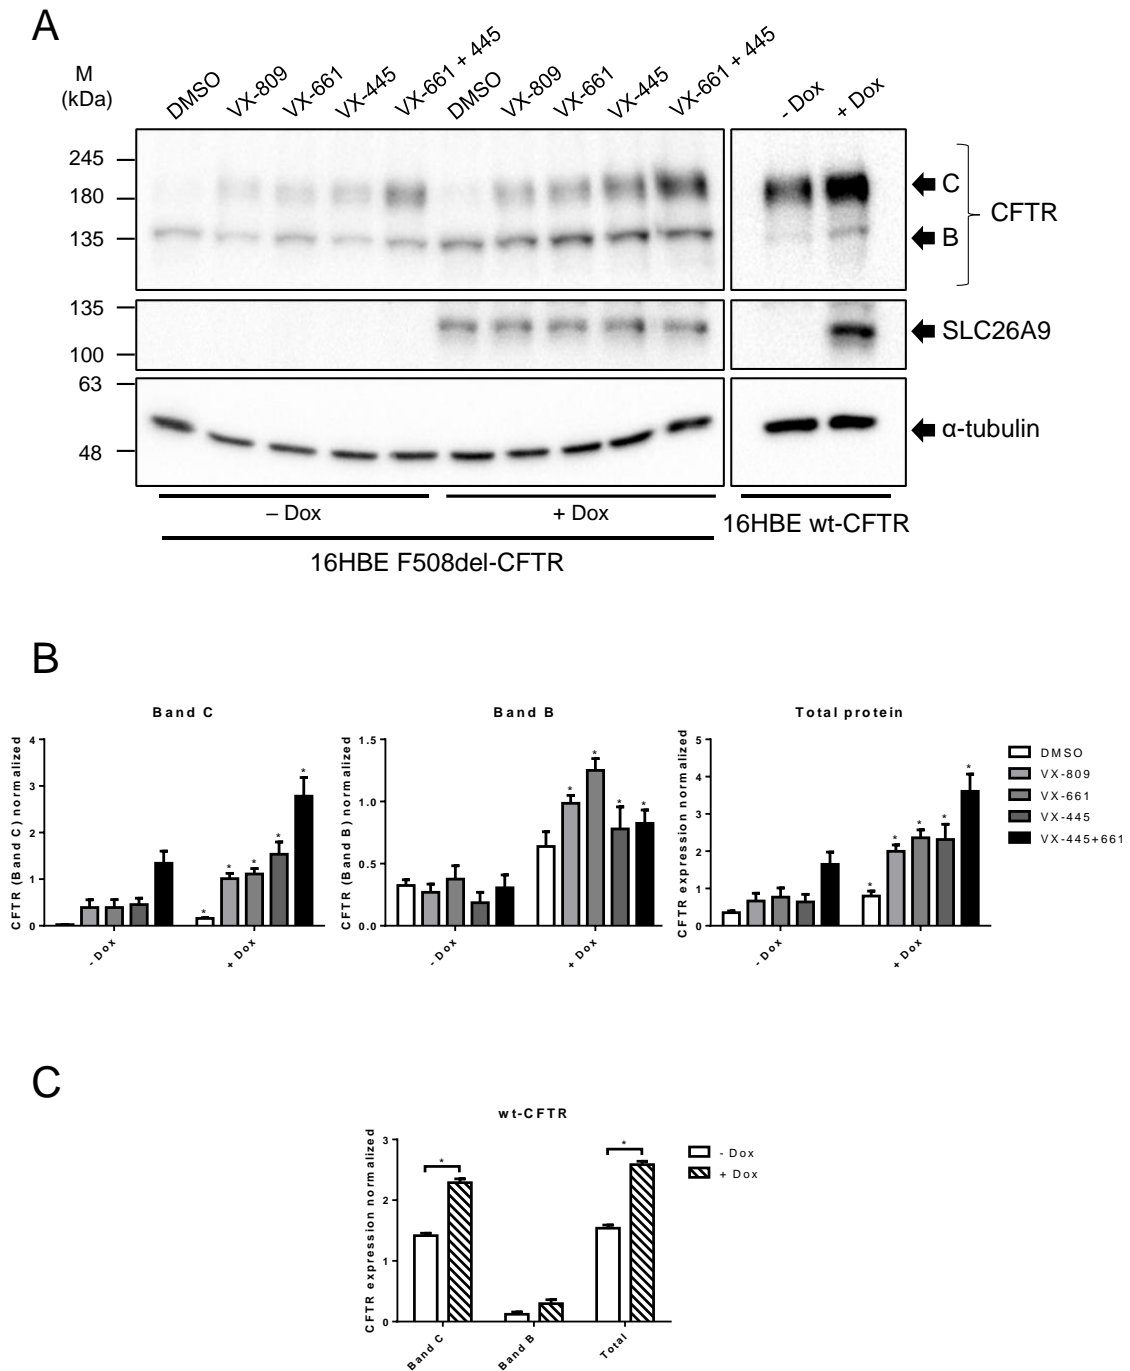 A
M
(kDa)
DMSO
VX-809
VX-661
VX-445
VX-661 + 445
DMSO
VX-809
VX-661
VX-445
VX-661 + 445
- Dox
+ Dox
245
180
135
C
B
CFTR
135
100
SLC26A9
63
48
α-tubulin
– Dox
+ Dox
16HBE wt-CFTR
16HBE F508del-CFTR
B
Band C
CFTR (Band C) normalized
4
3
2
1
0
* * * * *
- Dox
+ Dox
Band B
CFTR (Band B) normalized
1.5
1.0
0.5
0.0
* * * *
- Dox
+ Dox
Total protein
CFTR expression normalized
5
4
3
2
1
0
* * * * *
- Dox
+ Dox
DMSO
VX-809
VX-661
VX-445
VX-445+661
C
wt-CFTR
CFTR expression normalized
3
2
1
0
* *
Band C
Band B
Total
- Dox
+ Dox